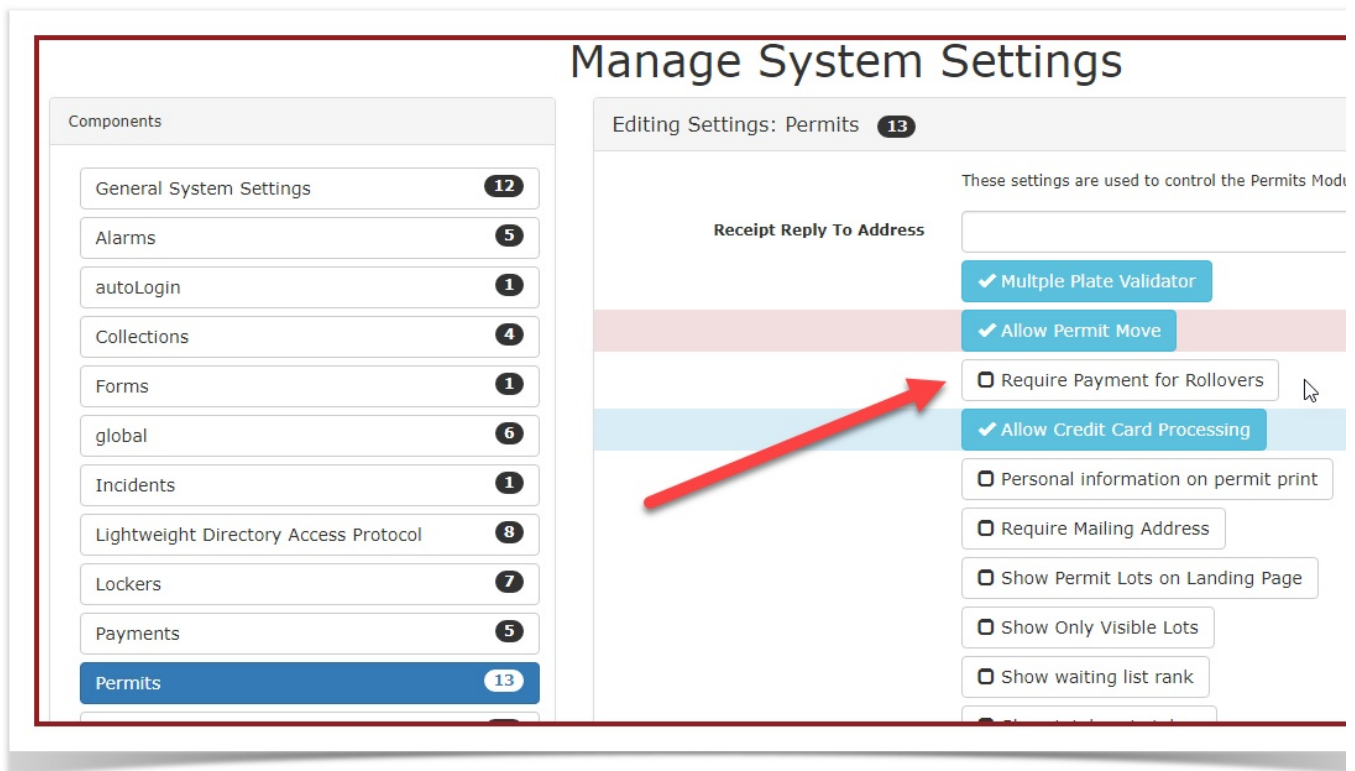 Manage System Settings
Components
General System Settings 12
Alarms 5
autoLogin 1
Collections 4
Forms 1
global 6
Incidents 1
Lightweight Directory Access Protocol 8
Lockers 7
Payments 5
Permits 13
Editing Settings: Permits 13
These settings are used to control the Permits
Receipt Reply To Address
Multple Plate Validator
Allow Permit Move
Require Payment for Rollovers
Allow Credit Card Processing
Personal information on permit print
Require Mailing Address
Show Permit Lots on Landing Page
Show Only Visible Lots
Show waiting list rank